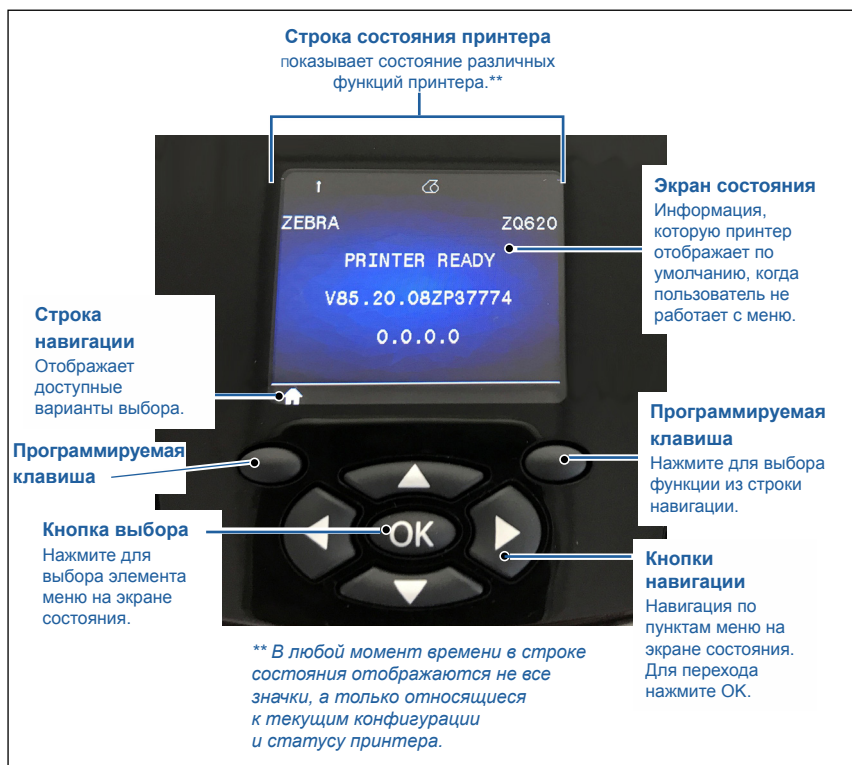 Строка состояния принтера
показывает состояние различных
функций принтера.**
ZEBRA ZQ620
PRINTER READY
V85.20.08ZP37774
0.0.0.0
Экран состояния
Информация,
которую принтер
отображает по
умолчанию, когда
пользователь не
работает с меню.
Строка
навигации
Отображает
доступные
варианты выбора.
Программируемая
клавиша
Программируемая
клавиша
Нажмите для выбора
функции из строки
навигации.
Кнопка выбора
Нажмите для
выбора элемента
меню на экране
состояния.
OK
Кнопки
навигации
Навигация по
пунктам меню на
экране состояния.
Для перехода
нажмите OK.
** В любой момент времени в строке
состояния отображаются не все
значки, а только относящиеся
к текущим конфигурации
и статусу принтера.